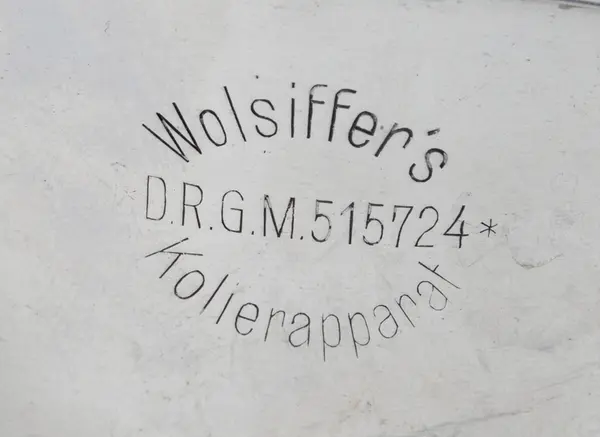 Wolsiffer's
D.R.G.M.515724*
Kolierapparat